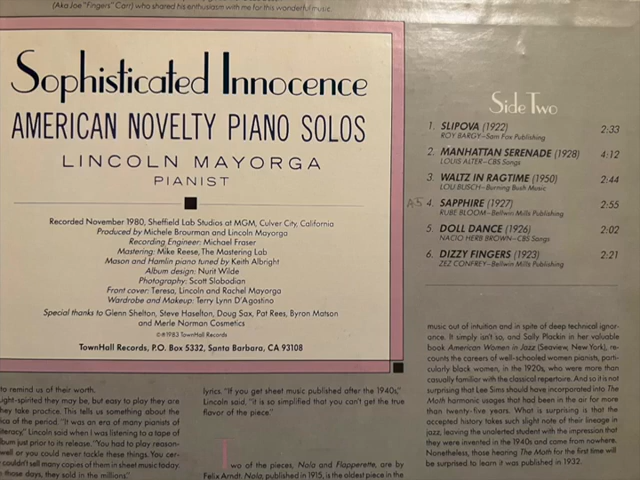 (Aka Joe "Fingers" Carr) who shared his enthusiasm with me for this wonderful music.
Sophisticated Innocence
AMERICAN NOVELTY PIANO SOLOS
LINCOLN MAYORGA
PIANIST
Recorded November 1980, Sheffield Lab Studios at MGM, Culver City, California
Produced by Michele Brourman and Lincoln Mayorga
Recording Engineer: Michael Fraser
Mastering: Mike Reese, The Mastering Lab
Mason and Hamlin piano tuned by Keith Albright
Album design: Nurit Wilde
Photography: Scott Slobodian
Front cover: Teresa, Lincoln and Rachel Mayorga
Wardrobe and Makeup: Terry Lynn D'Agostino
Special thanks to Glenn Shelton, Steve Haselton, Doug Sax, Pat Rees, Byron Matson
and Merle Norman Cosmetics
©℗1983 TownHall Records
TownHall Records, P.O. Box 5332, Santa Barbara, CA 93108
Side Two
1. SLIPOVA (1922) 2:33
ROY BARGY—Sam Fox Publishing
2. MANHATTAN SERENADE (1928) 4:12
LOUIS ALTER—CBS Songs
3. WALTZ IN RAGTIME (1950) 2:44
LOU BUSCH—Burning Bush Music
A5 4. SAPPHIRE (1927) 2:55
RUBE BLOOM—Bellwin Mills Publishing
5. DOLL DANCE (1926) 2:02
NACIO HERB BROWN—CBS Songs
6. DIZZY FINGERS (1923) 2:21
ZEZ CONFREY—Bellwin Mills Publishing
to remind us of their worth.
ight-spirited they may be, but easy to play they are
hey take practice. This tells us something about the
ica of the period. "It was an era of many pianists of
iteracy," Lincoln said when I was listening to a tape of
lbum just prior to its release. "You had to play reason-
well or you could never tackle these things. You cer-
couldn't sell many copies of them in sheet music today
those days, they sold in the millions."
lyrics. "If you get sheet music published after the 1940s,"
Lincoln said, "it is so simplified that you can't get the true
flavor of the piece."
Two of the pieces, Nola and Flapperette, are by
Felix Arndt. Nola, published in 1915, is the oldest piece in the
music out of intuition and in spite of deep technical ignor-
ance. It simply isn't so, and Sally Plackin in her valuable
book American Women in Jazz (Seaview, New York), re-
counts the careers of well-schooled women pianists, parti-
cularly black women, in the 1920s, who were more than
casually familiar with the classical repertoire. And so it is not
surprising that Lee Sims should have incorporated into The
Moth harmonic usages that had been in the air for more
than twenty-five years. What is surprising is that the
accepted history takes such slight note of their lineage in
jazz, leaving the unalerted student with the impression that
they were invented in the 1940s and came from nowhere.
Nonetheless, those hearing The Moth for the first time will
be surprised to learn it was published in 1932.